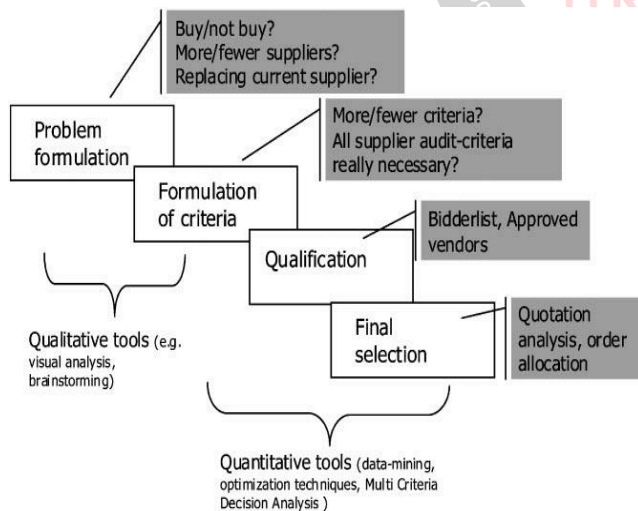 Buy/not buy?
More/fewer suppliers?
Replacing current supplier?
Problem
formulation
More/fewer criteria?
All supplier audit-criteria
really necessary?
Formulation
of criteria
Bidderlist, Approved
vendors
Qualification
Quotation
analysis, order
allocation
Final
selection
Qualitative tools (e.g.
visual analysis,
brainstorming)
Quantitative tools (data-mining,
optimization techniques, Multi Criteria
Decision Analysis )